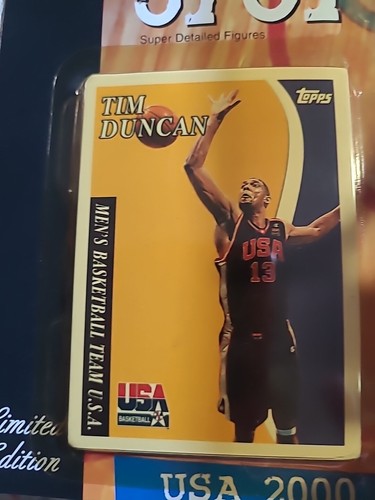 Super Detailed Figures
TIM
DUNCAN
topps
MEN'S BASKETBALL TEAM U.S.A.
USA
13
USA
BASKETBALL
Limited
Edition
USA 2000